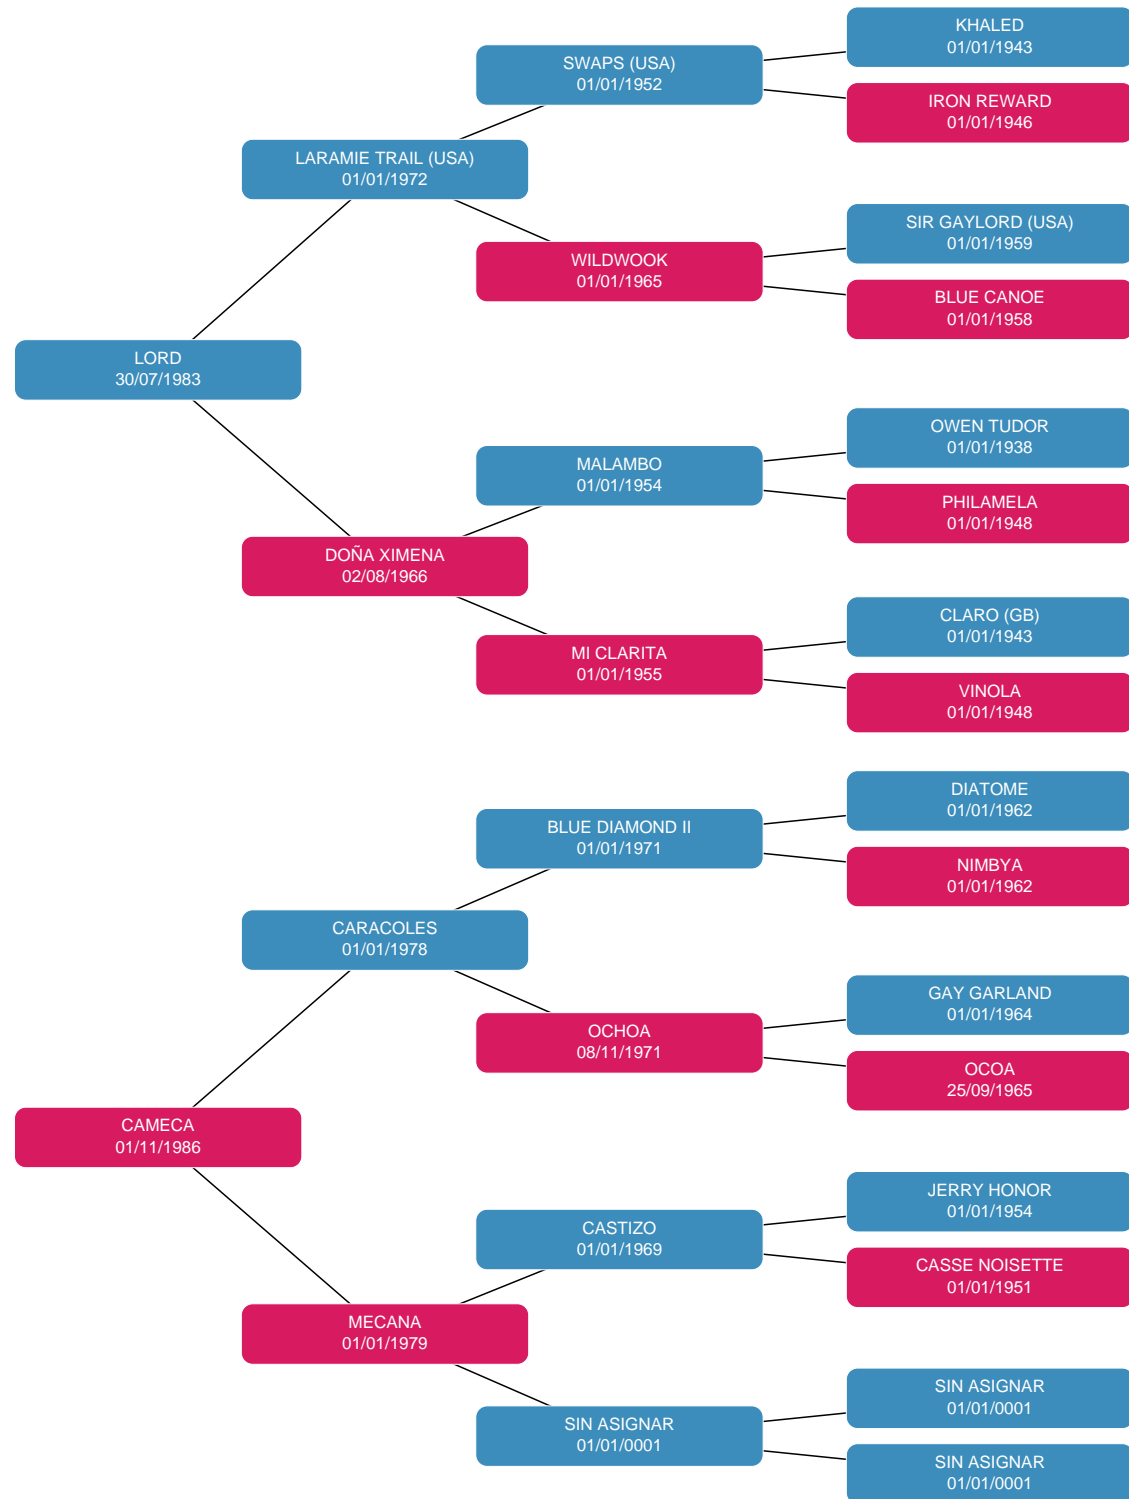 KHALED
01/01/1943
SWAPS (USA)
01/01/1952
IRON REWARD
01/01/1946
LARAMIE TRAIL (USA)
01/01/1972
SIR GAYLORD (USA)
01/01/1959
WILDWOOK
01/01/1965
BLUE CANOE
01/01/1958
LORD
30/07/1983
OWEN TUDOR
01/01/1938
MALAMBO
01/01/1954
PHILAMELA
01/01/1948
DOÑA XIMENA
02/08/1966
CLARO (GB)
01/01/1943
MI CLARITA
01/01/1955
VINOLA
01/01/1948
DIATOME
01/01/1962
BLUE DIAMOND II
01/01/1971
NIMBYA
01/01/1962
CARACOLES
01/01/1978
GAY GARLAND
01/01/1964
OCHOA
08/11/1971
OCOA
25/09/1965
CAMECA
01/11/1986
JERRY HONOR
01/01/1954
CASTIZO
01/01/1969
CASSE NOISETTE
01/01/1951
MECANA
01/01/1979
SIN ASIGNAR
01/01/0001
SIN ASIGNAR
01/01/0001
SIN ASIGNAR
01/01/0001